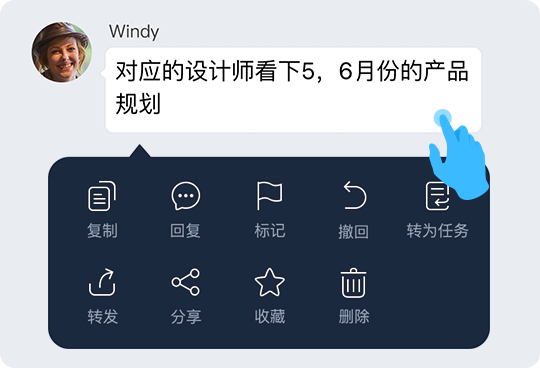 Windy
对应的设计师看下5，6月份的产品
规划
复制 回复 标记 撤回 转为任务
转发 分享 收藏 删除